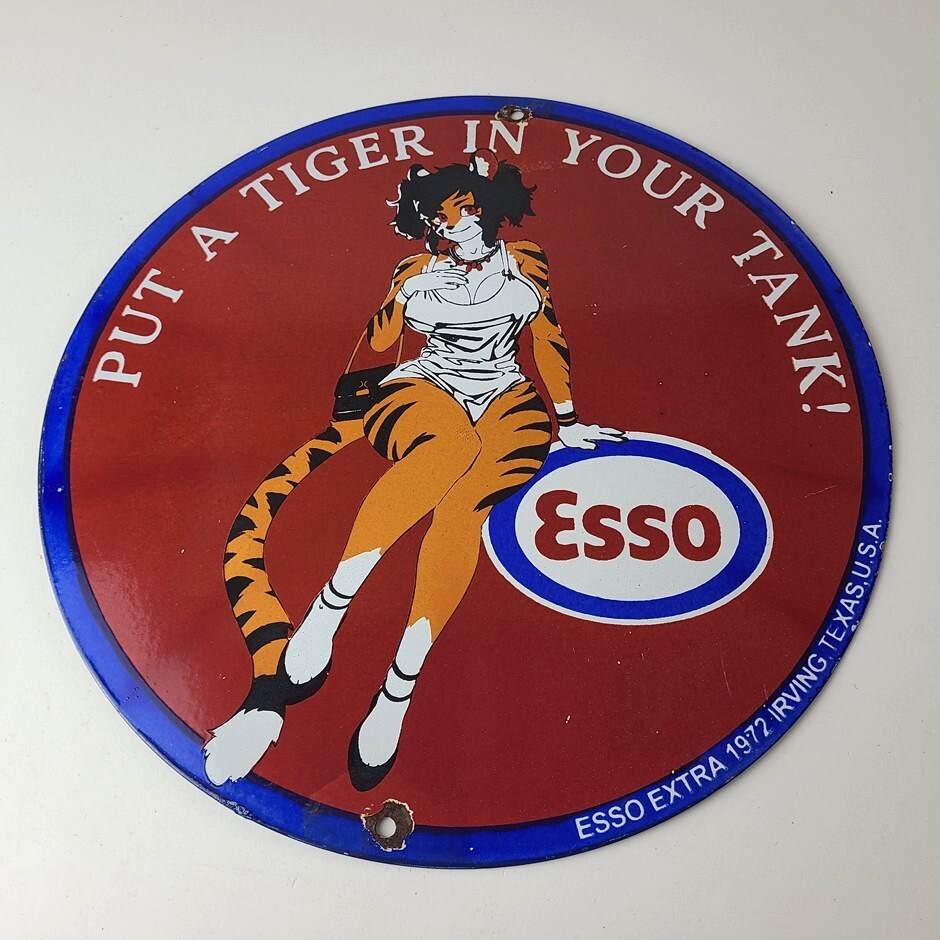 PUT A TIGER IN YOUR TANK!
Esso
ESSO EXTRA 1972 IRVING TEXAS, U.S.A.